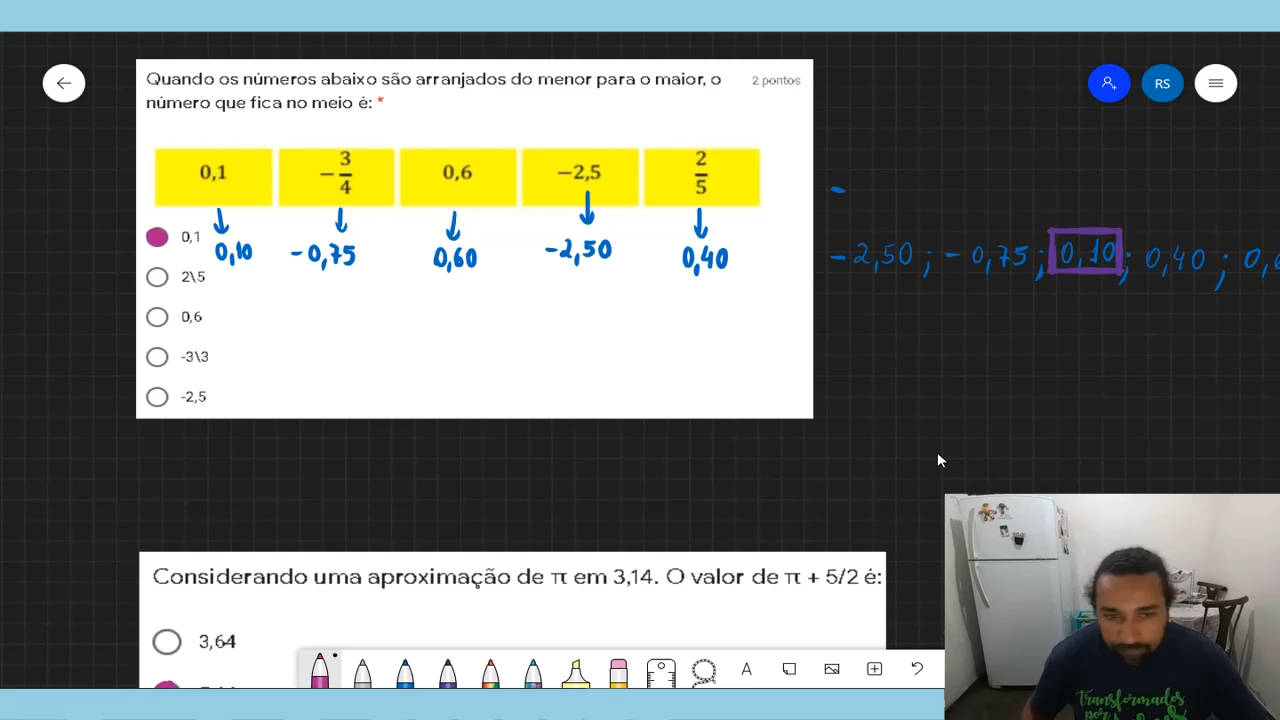 Quando os números abaixo são arranjados do menor para o maior, o
número que fica no meio é: *
2 pontos
0,1 -3/4 0,6 -2,5 2/5
0,10 -0,75 0,60 -2,50 0,40
0,1
2\5
0,6
-3\3
-2,5
-
-2,50 ; -0,75 ; 0,10 ; 0,40 ;
RS
Considerando uma aproximação de π em 3,14. O valor de π + 5/2 é:
3,64
A
Transformados
por